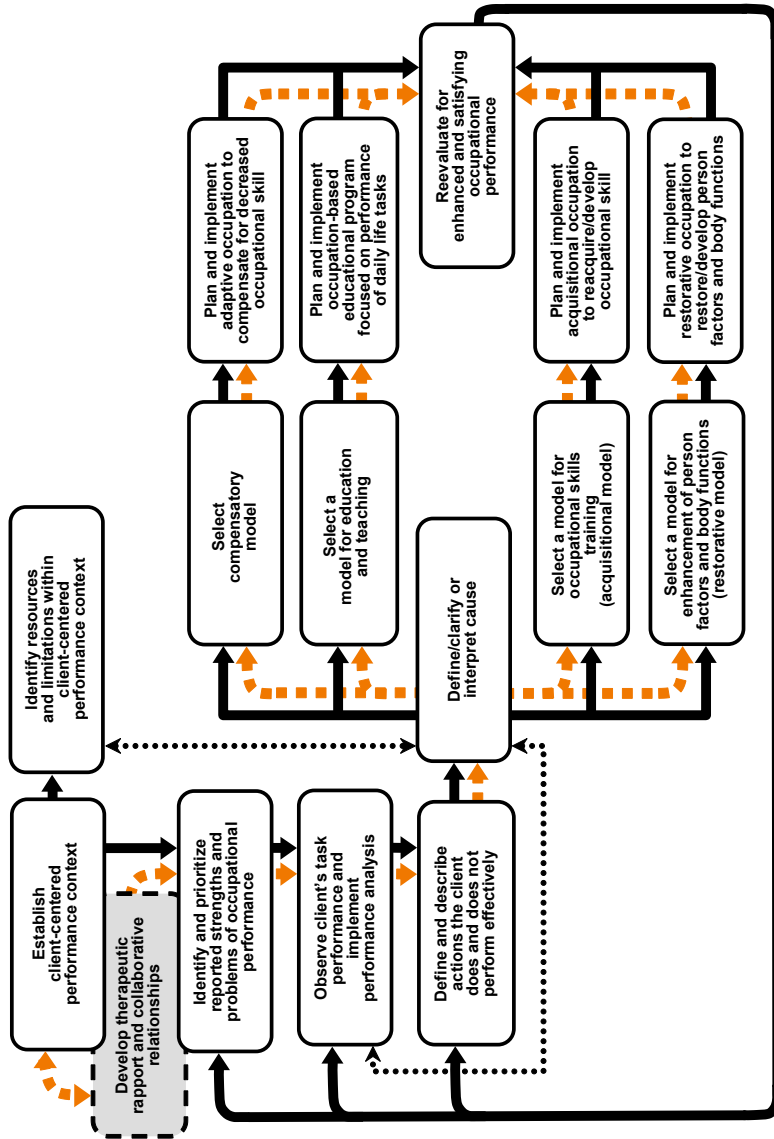 Establish
client-centered
performance context
Identify resources
and limitations within
client-centered
performance context
Develop therapeutic
rapport and collaborative
relationships
Identify and prioritize
reported strengths and
problems of occupational
performance
Observe client’s task
performance and
implement
performance analysis
Define and describe
actions the client
does and does not
perform effectively
Define/clarify or
interpret cause
Select
compensatory
model
Select a
model for education
and teaching
Select a model for
occupational skills
training
(acquisitional model)
Select a model for
enhancement of person
factors and body functions
(restorative model)
Plan and implement
adaptive occupation to
compensate for decreased
occupational skill
Plan and implement
occupation-based
educational program
focused on performance
of daily life tasks
Plan and implement
acquisitional occupation
to reacquire/develop
occupational skill
Plan and implement
restorative occupation to
restore/develop person
factors and body functions
Reevaluate for
enhanced and satisfying
occupational
performance